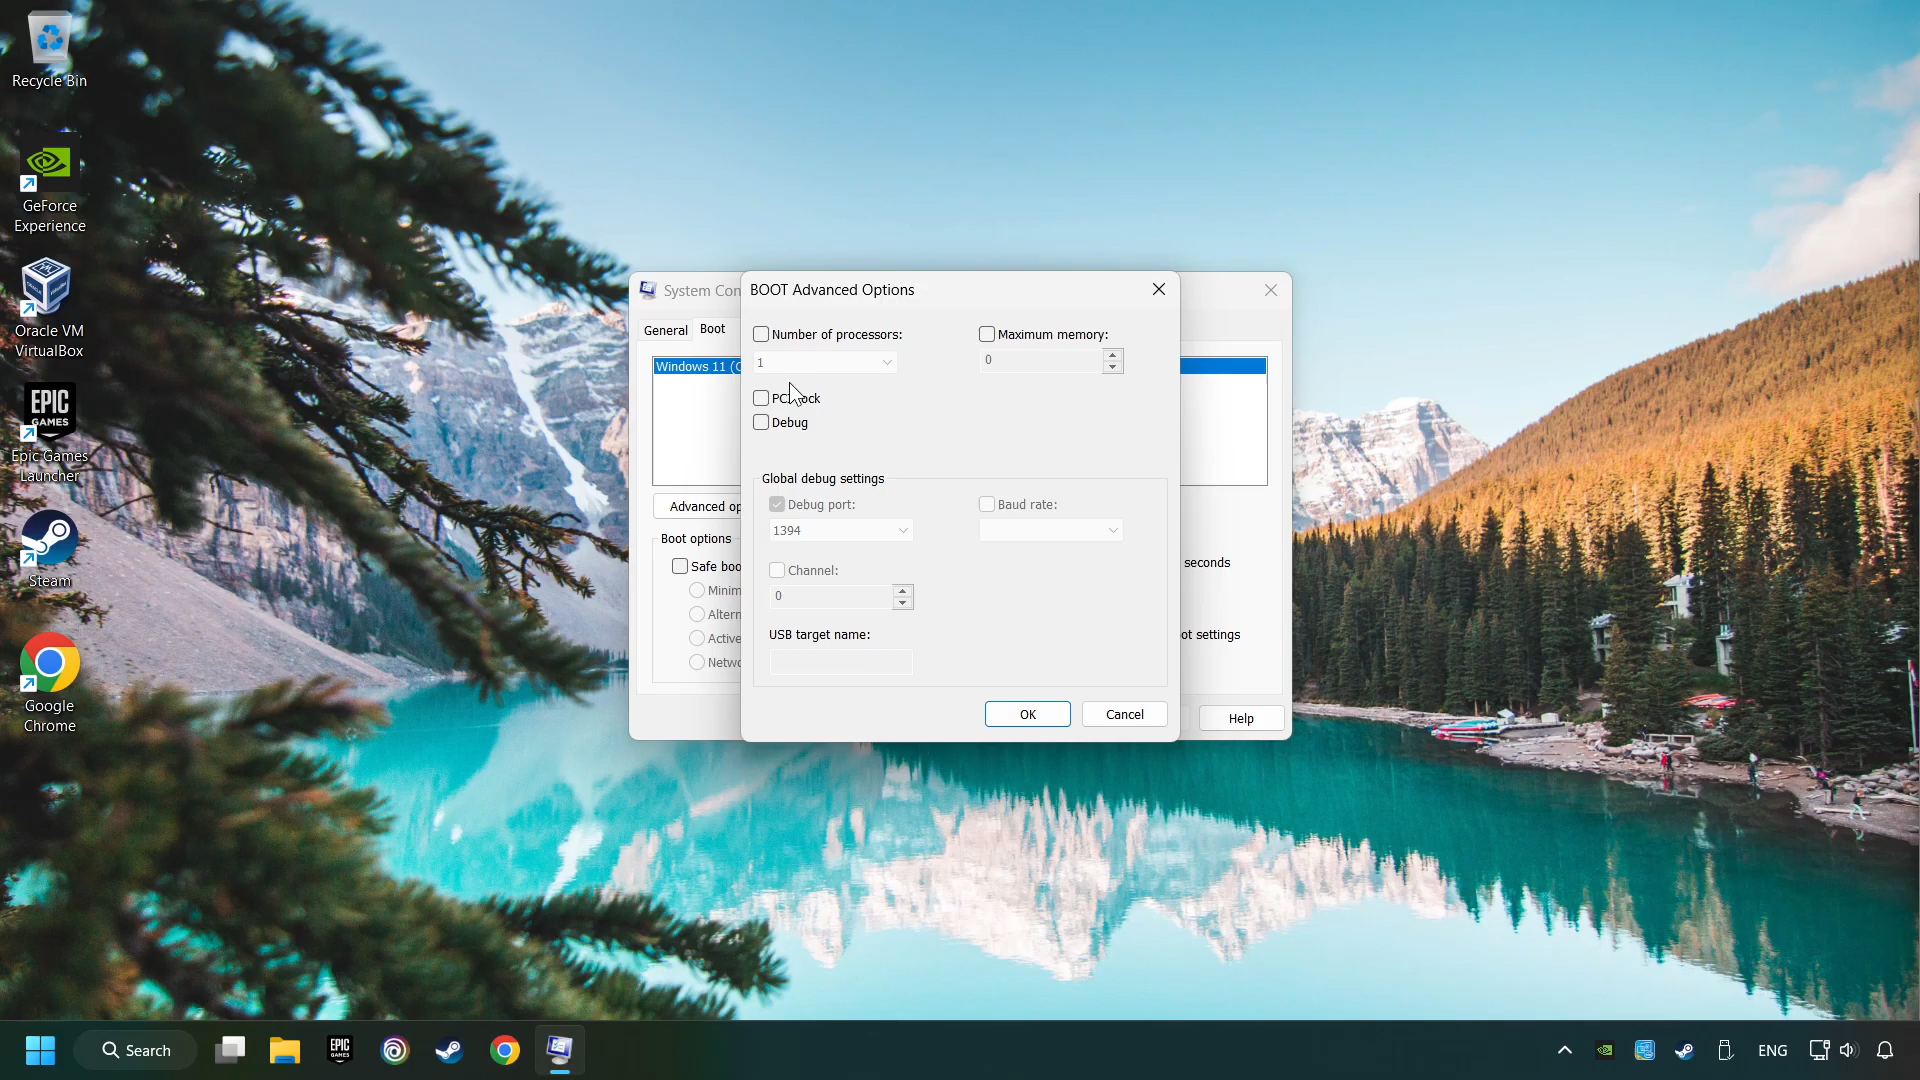 Recycle Bin
GeForce
Experience
Oracle VM
VirtualBox
EPIC
GAMES
Epic Games
Launcher
Steam
Google
Chrome
System Con
General
Boot
Windows 11 (C
Advanced op
Boot options
Safe boo
Minim
Altern
Active
Netwo
seconds
ot settings
Help
BOOT Advanced Options
Number of processors:
1
Maximum memory:
0
PCI lock
Debug
Global debug settings
Debug port:
1394
Baud rate:
Channel:
0
USB target name:
OK
Cancel
Search
EPIC
GAMES
ENG